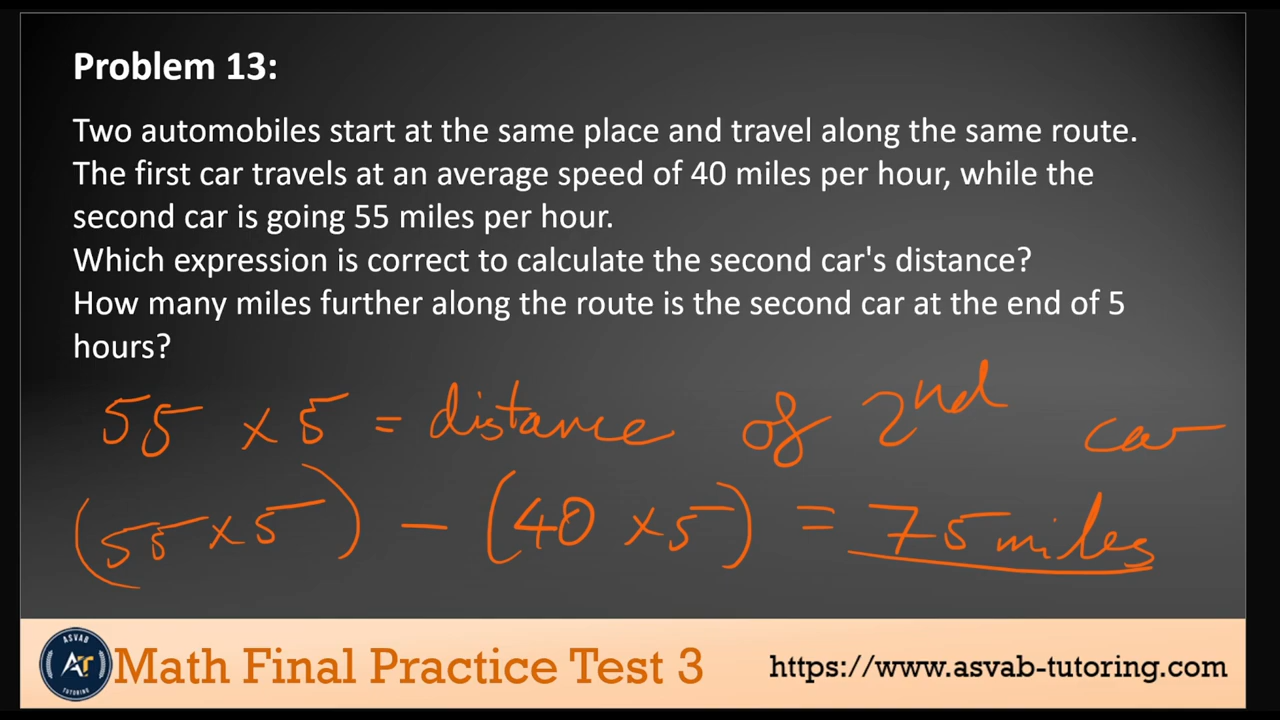 Problem 13:
Two automobiles start at the same place and travel along the same route.
The first car travels at an average speed of 40 miles per hour, while the
second car is going 55 miles per hour.
Which expression is correct to calculate the second car's distance?
How many miles further along the route is the second car at the end of 5
hours?
55 x 5 = distance of 2nd car
(55 x 5) - (40 x 5) = 75 miles
ASVAB
AT
TUTORING
Math Final Practice Test 3
https://www.asvab-tutoring.com